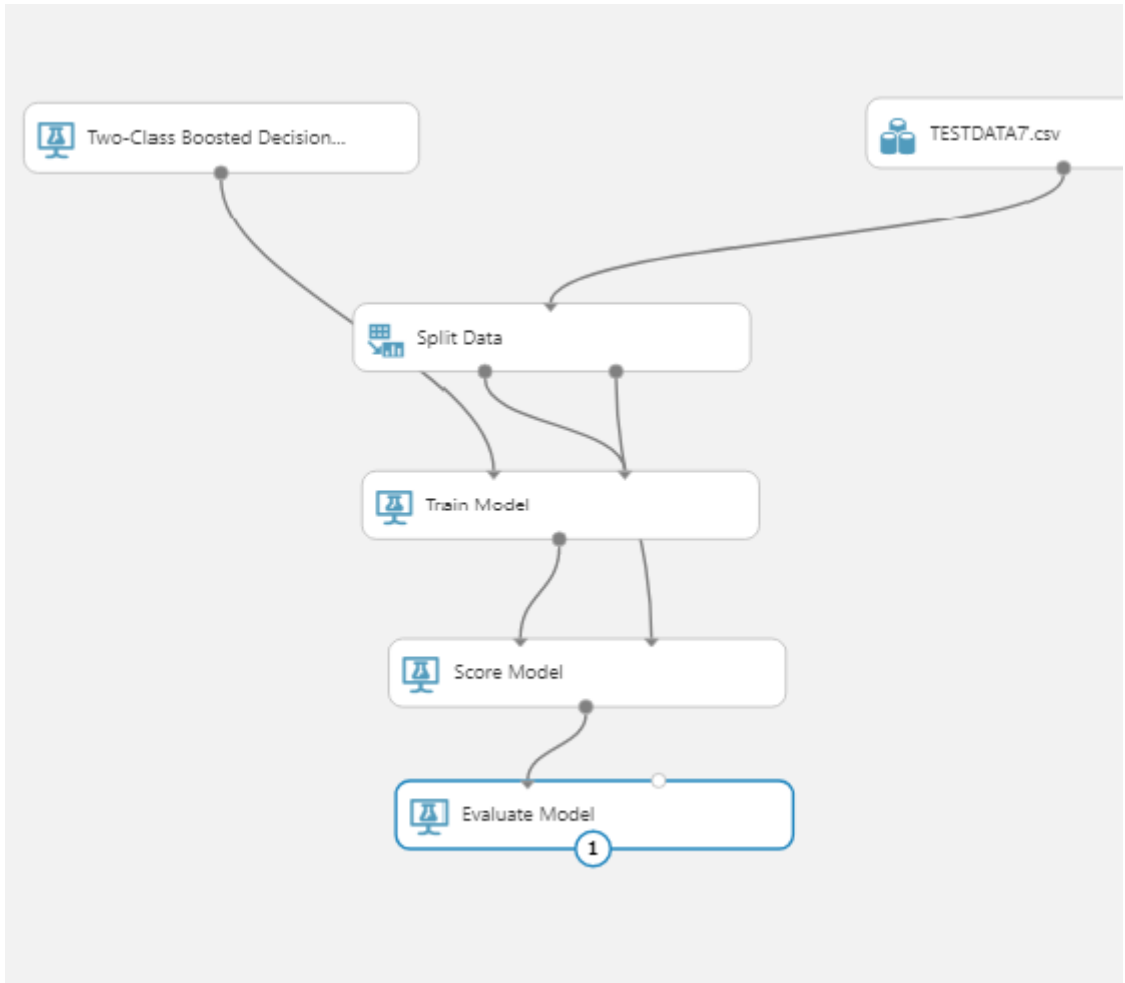 Two-Class Boosted Decision...
TESTDATA7.csv
Split Data
Train Model
Score Model
Evaluate Model
1